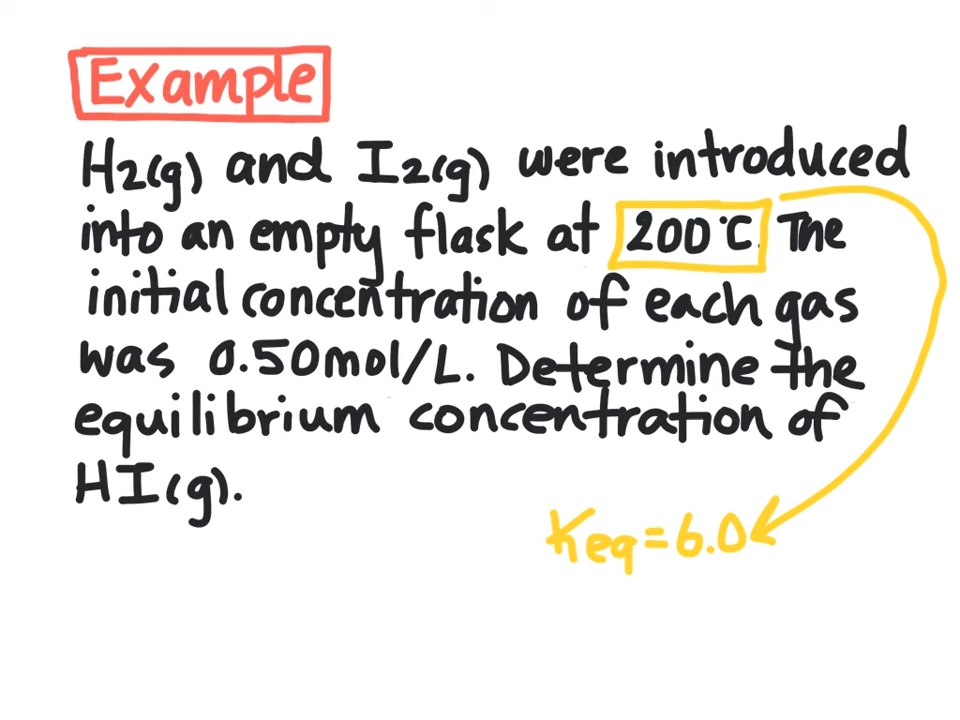 Example
H2(g) and I2(g) were introduced
into an empty flask at 200°C. The
initial concentration of each gas
was 0.50mol/L. Determine the
equilibrium concentration of
HI(g).
Keq=6.0